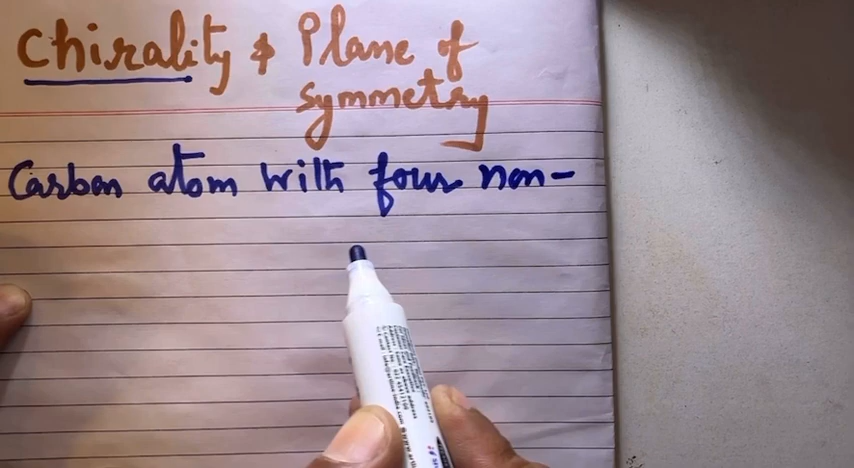 Chirality & Plane of
Symmetry
Carbon atom with four non-